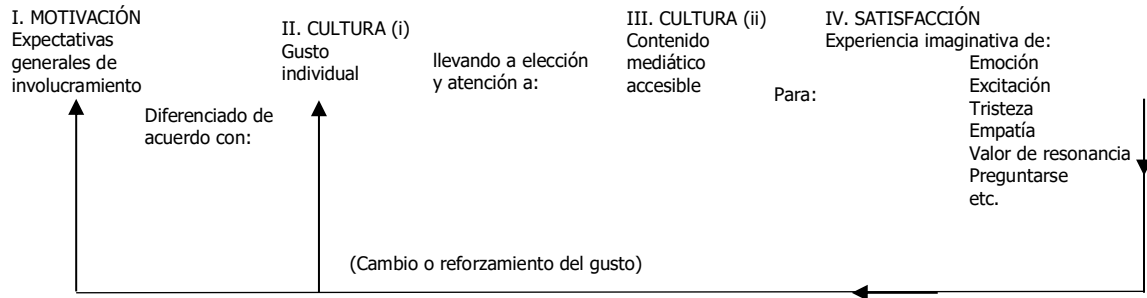 I. MOTIVACIÓN
Expectativas
generales de
involucramiento
Diferenciado de
acuerdo con:
II. CULTURA (i)
Gusto
individual
llevando a elección
y atención a:
III. CULTURA (ii)
Contenido
mediático
accesible
Para:
IV. SATISFACCIÓN
Experiencia imaginativa de:
Emoción
Excitación
Tristeza
Empatía
Valor de resonancia
Preguntarse
etc.
(Cambio o reforzamiento del gusto)